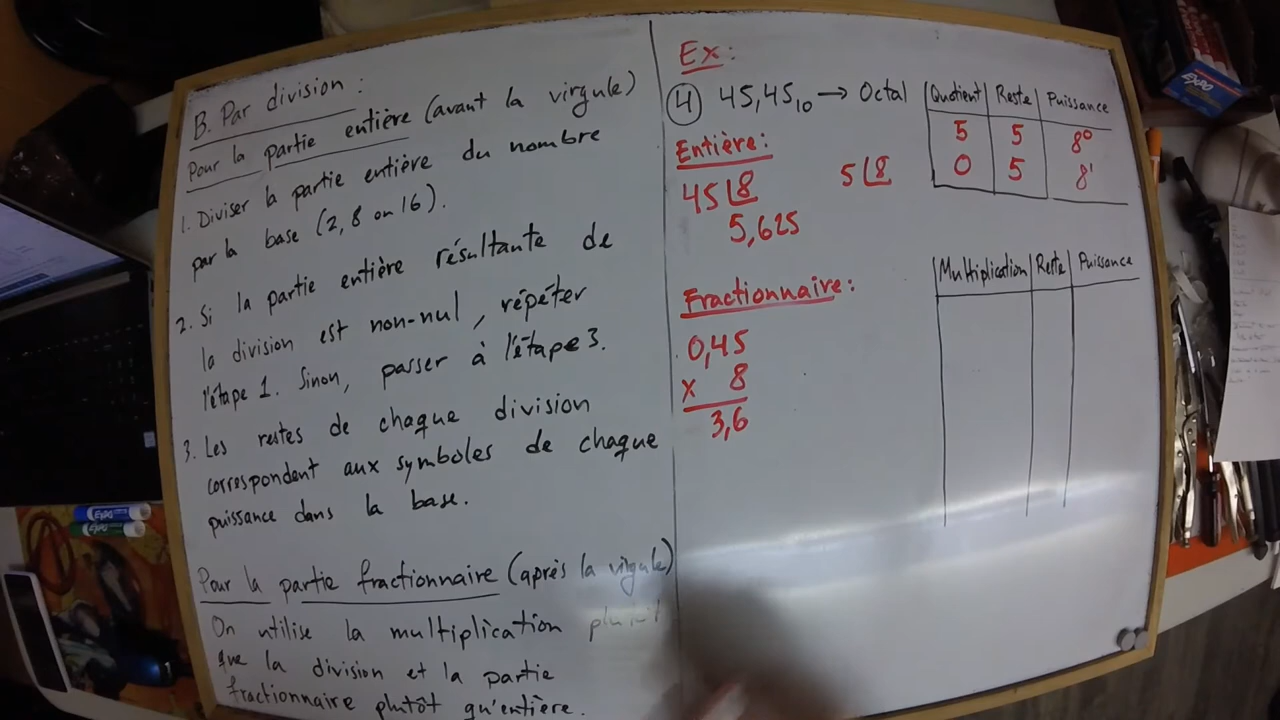 B. Par division :
Pour la partie entière (avant la virgule)
1. Diviser la partie entière du nombre
par la base (2, 8 ou 16).
2. Si la partie entière résultante de
la division est non-nul, répéter
l'étape 1. Sinon, passer à l'étape 3.
3. Les restes de chaque division
correspondent aux symboles de chaque
puissance dans la base.
Pour la partie fractionnaire (après la virgule)
On utilise la multiplication plutôt
que la division et la partie
fractionnaire plutôt qu'entière.
Ex:
4 45,45₁₀ → Octal
Entière:
45 8
5,625
5 8
Quotient Reste Puissance
5 5 8⁰
0 5 8¹
Fractionnaire:
0,45
x 8
3,6
Multiplication Reste Puissance
EXPO
EXPO
EXPO